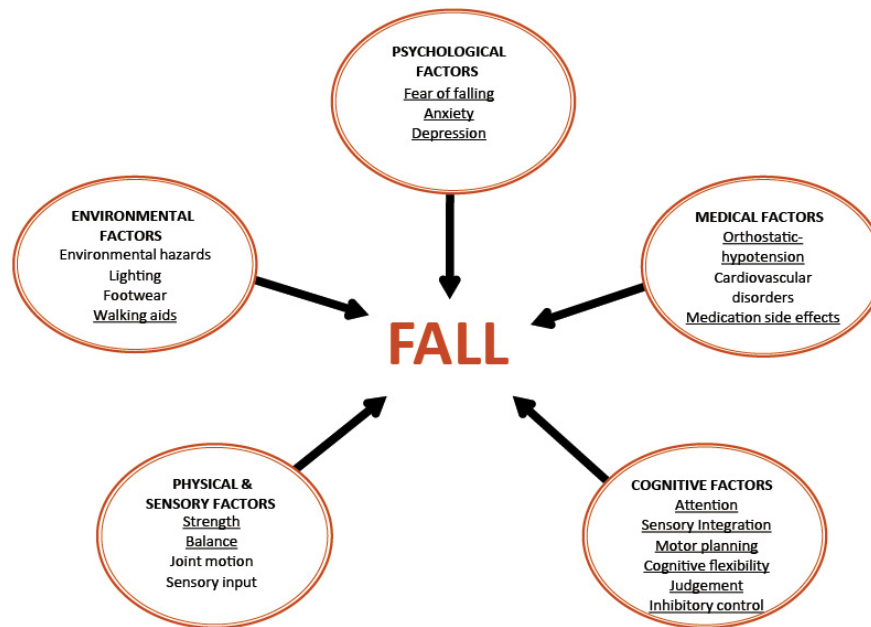 PSYCHOLOGICAL
FACTORS
Fear of falling
Anxiety
Depression
ENVIRONMENTAL
FACTORS
Environmental hazards
Lighting
Footwear
Walking aids
MEDICAL FACTORS
Orthostatic-
hypotension
Cardiovascular
disorders
Medication side effects
FALL
PHYSICAL &
SENSORY FACTORS
Strength
Balance
Joint motion
Sensory input
COGNITIVE FACTORS
Attention
Sensory Integration
Motor planning
Cognitive flexibility
Judgement
Inhibitory control